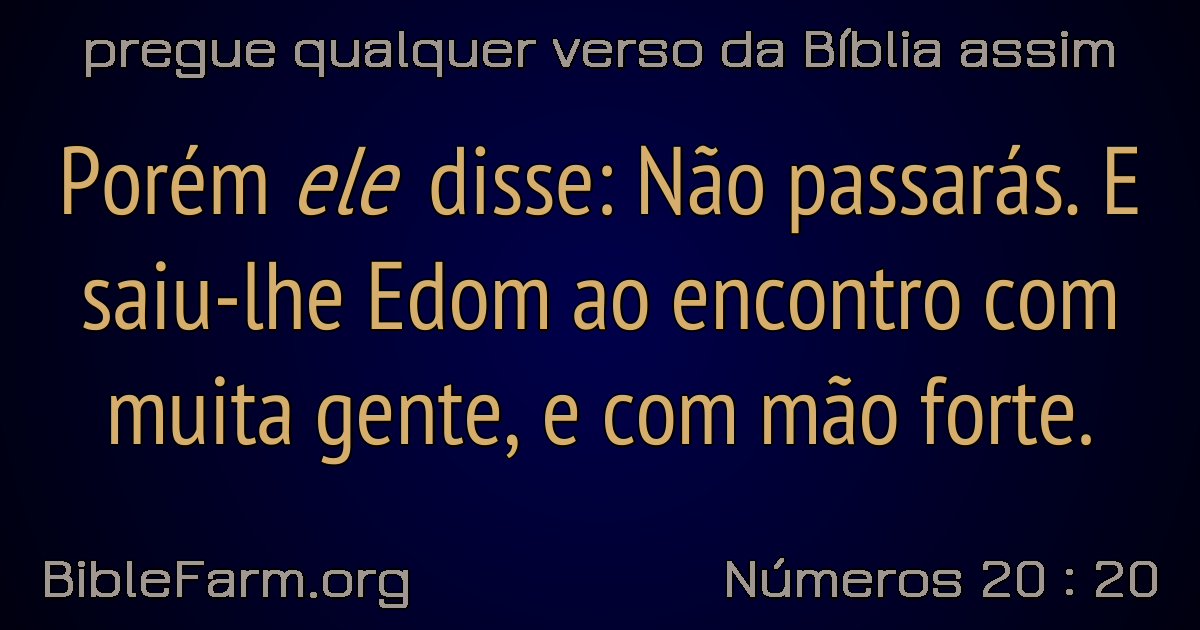 pregue qualquer verso da Bíblia assim
Porém ele disse: Não passarás. E
saiu-lhe Edom ao encontro com
muita gente, e com mão forte.
BibleFarm.org
Números 20 : 20